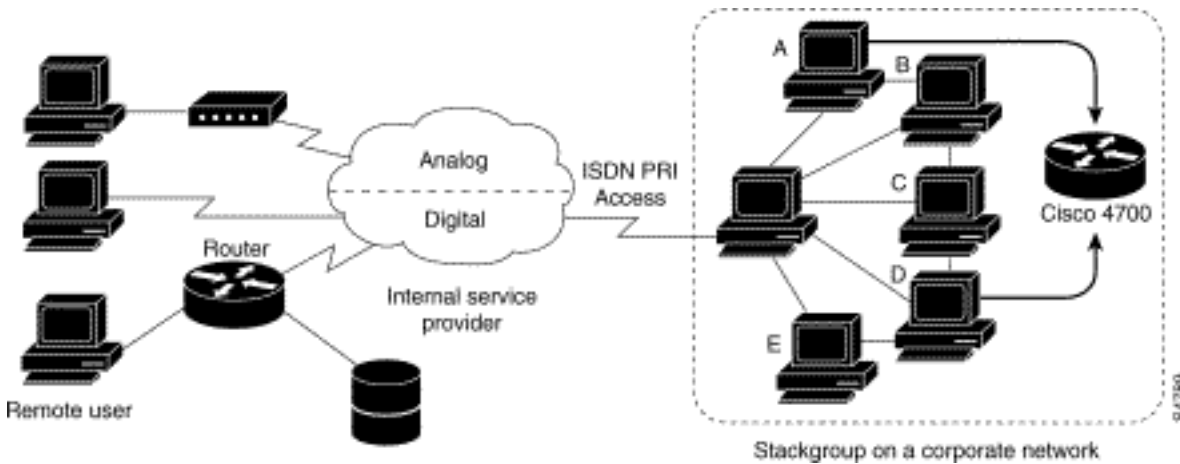 A
B
Analog
ISDN PRI
Access
C
Digital
Cisco 4700
Router
D
Internal service
provider
E
Remote user
Stackgroup on a corporate network